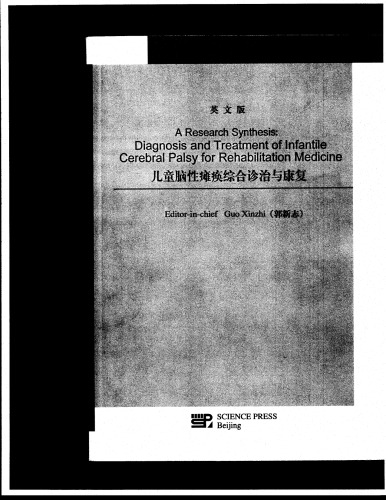 英文版
A Research Synthesis:
Diagnosis and Treatment of Infantile
Cerebral Palsy for Rehabilitation Medicine
儿童脑性瘫痪综合诊治与康复
Editor-in-chief Guo Xinzhi（郭新志）
SCIENCE PRESS
Beijing